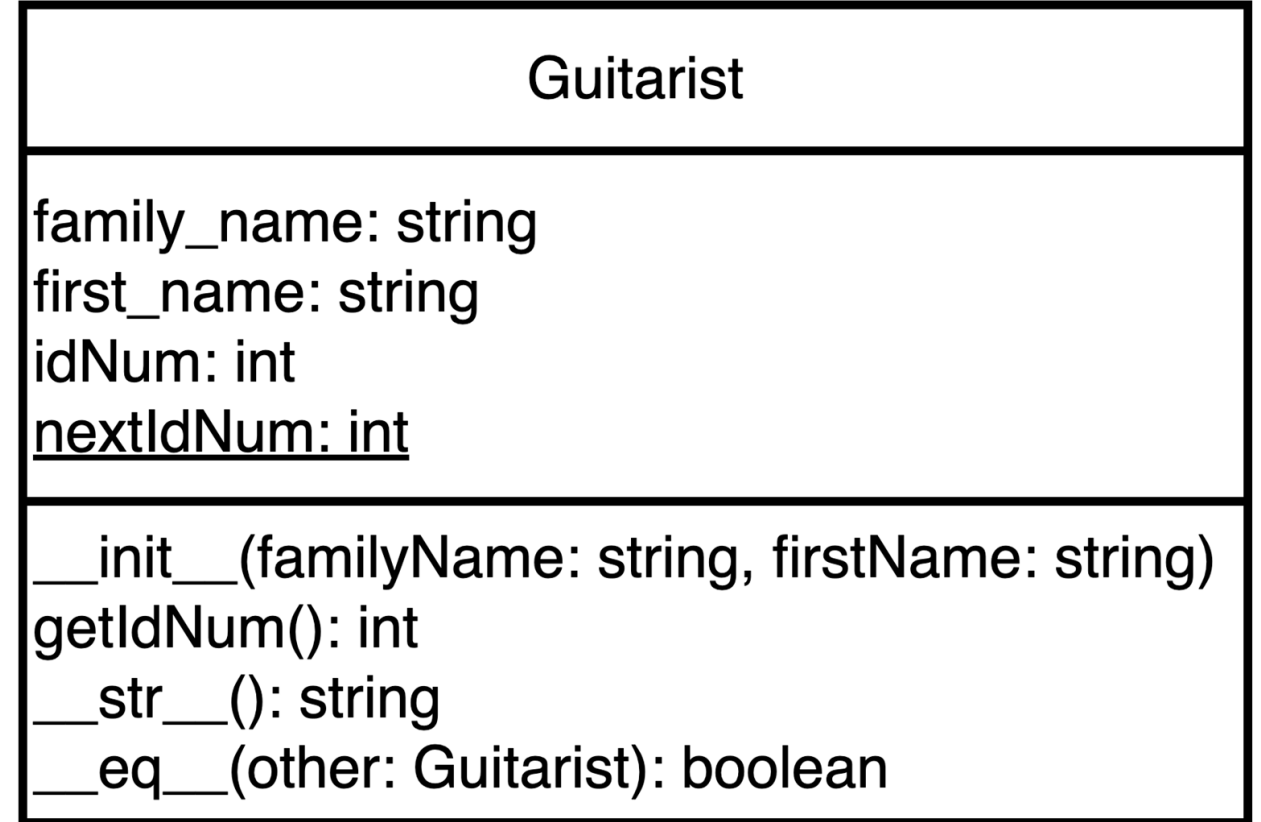 Guitarist
family_name: string
first_name: string
idNum: int
nextIdNum: int
__init__(familyName: string, firstName: string)
getIdNum(): int
__str__(): string
__eq__(other: Guitarist): boolean